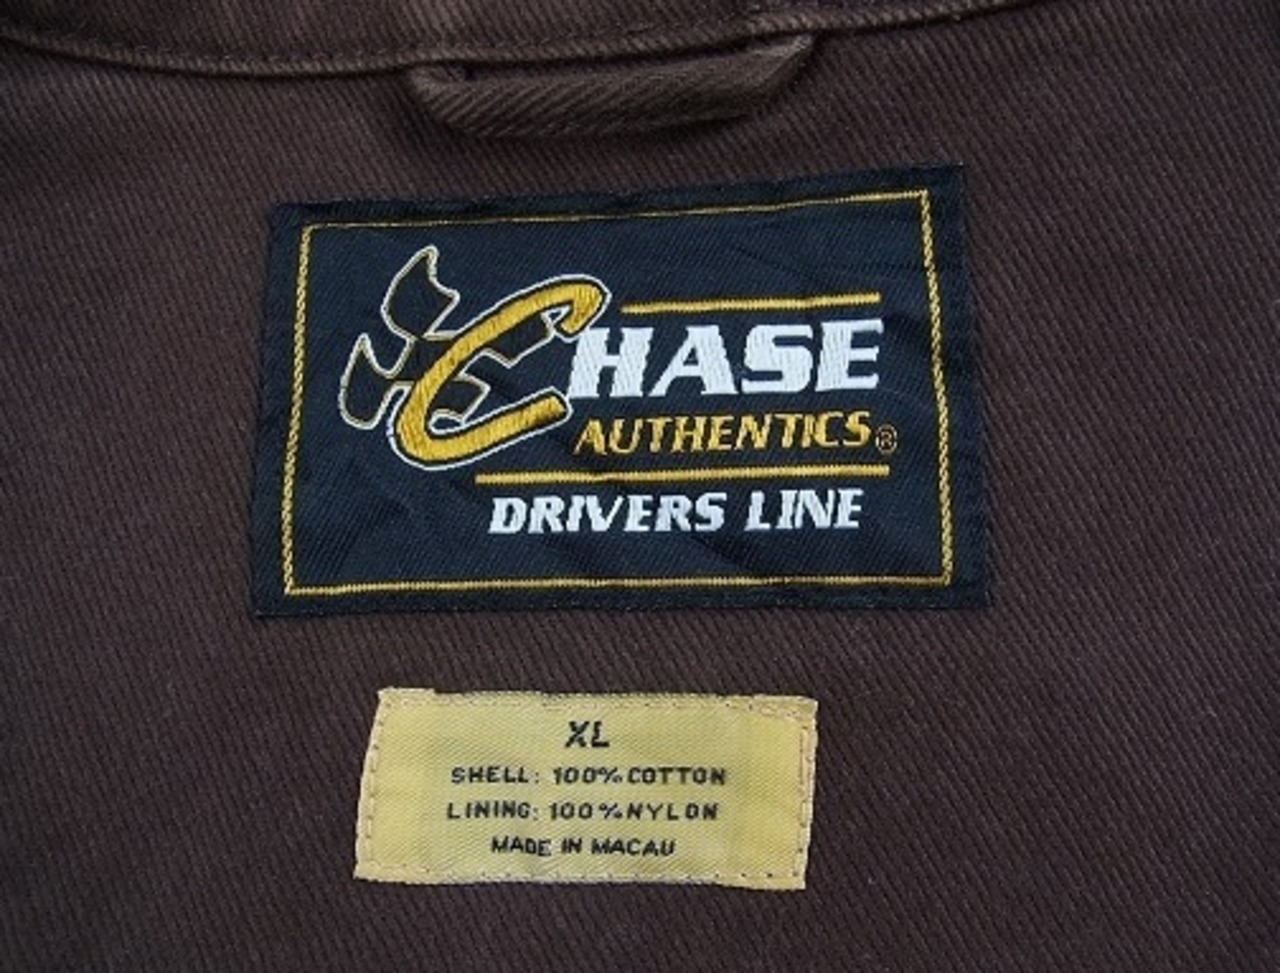 CHASE
AUTHENTICS®
DRIVERS LINE
XL
SHELL: 100% COTTON
LINING: 100% NYLON
MADE IN MACAU